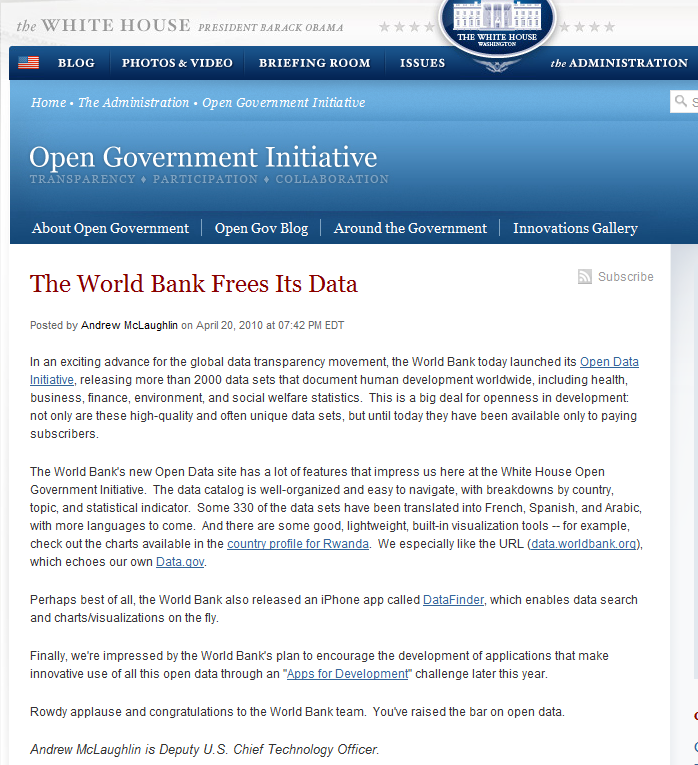 the WHITE HOUSE PRESIDENT BARACK OBAMA
THE WHITE HOUSE
WASHINGTON
BLOG PHOTOS & VIDEO BRIEFING ROOM ISSUES the ADMINISTRATION
Home • The Administration • Open Government Initiative
S
Open Government Initiative
TRANSPARENCY ♦ PARTICIPATION ♦ COLLABORATION
About Open Government Open Gov Blog Around the Government Innovations Gallery
The World Bank Frees Its Data
Subscribe
Posted by Andrew McLaughlin on April 20, 2010 at 07:42 PM EDT
In an exciting advance for the global data transparency movement, the World Bank today launched its Open Data
Initiative, releasing more than 2000 data sets that document human development worldwide, including health,
business, finance, environment, and social welfare statistics.  This is a big deal for openness in development:
not only are these high-quality and often unique data sets, but until today they have been available only to paying
subscribers.
The World Bank's new Open Data site has a lot of features that impress us here at the White House Open
Government Initiative.  The data catalog is well-organized and easy to navigate, with breakdowns by country,
topic, and statistical indicator.  Some 330 of the data sets have been translated into French, Spanish, and Arabic,
with more languages to come.  And there are some good, lightweight, built-in visualization tools -- for example,
check out the charts available in the country profile for Rwanda.  We especially like the URL (data.worldbank.org),
which echoes our own Data.gov.
Perhaps best of all, the World Bank also released an iPhone app called DataFinder, which enables data search
and charts/visualizations on the fly.
Finally, we're impressed by the World Bank's plan to encourage the development of applications that make
innovative use of all this open data through an "Apps for Development" challenge later this year.
Rowdy applause and congratulations to the World Bank team.  You've raised the bar on open data.
Andrew McLaughlin is Deputy U.S. Chief Technology Officer.